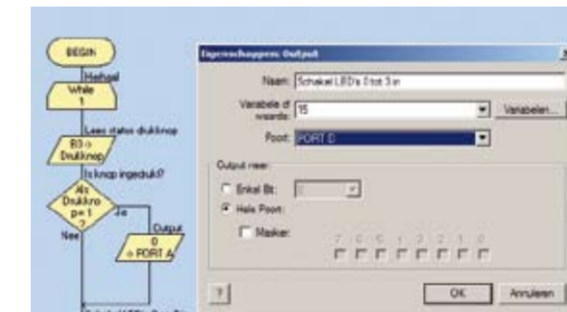 BEGIN
Herhaal
While
1
Lees status drukknop
B0 ->
Drukknop
Is knop ingedrukt?
Als
Drukkno
p= 1
?
Ja
Nee
Output
0
-> PORT A
Eigenschappen: Output
Naam: Schakel LED's 0 tot 3 in
Variabele of
waarde: 15
Variabelen...
Poort: PORT D
Output naar:
Enkel Bit:
Hele Poort:
Masker:
7 6 5 4 3 2 1 0
?
OK
Annuleren